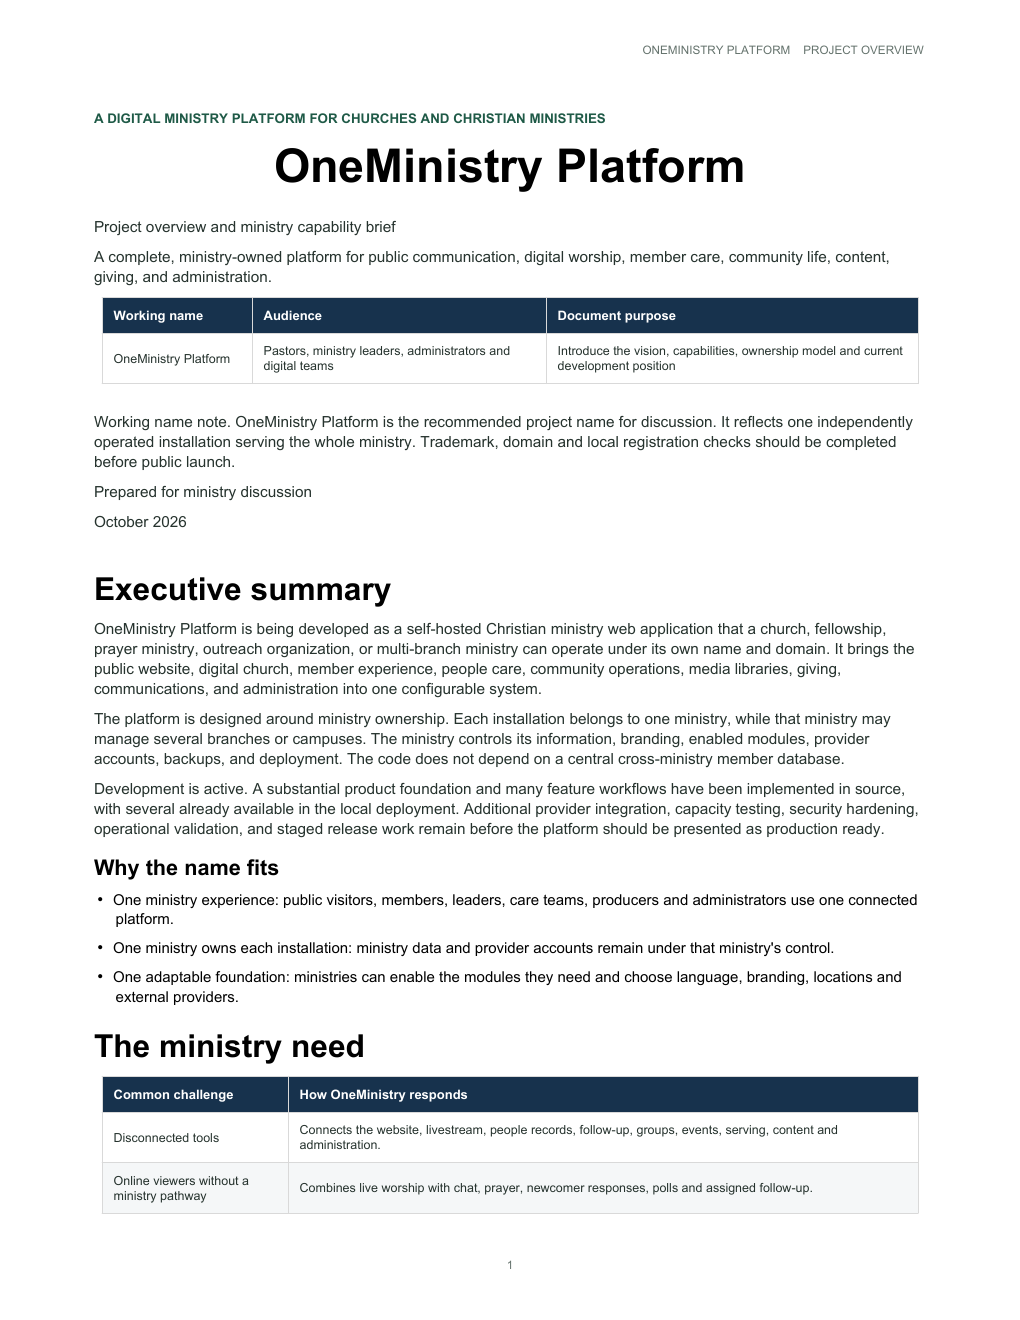 ONEMINISTRY PLATFORM PROJECT OVERVIEW
A DIGITAL MINISTRY PLATFORM FOR CHURCHES AND CHRISTIAN MINISTRIES
OneMinistry Platform
Project overview and ministry capability brief
A complete, ministry-owned platform for public communication, digital worship, member care, community life, content,
giving, and administration.
Working name Audience Document purpose
OneMinistry Platform
Pastors, ministry leaders, administrators and
digital teams
Introduce the vision, capabilities, ownership model and current
development position
Working name note. OneMinistry Platform is the recommended project name for discussion. It reflects one independently
operated installation serving the whole ministry. Trademark, domain and local registration checks should be completed
before public launch.
Prepared for ministry discussion
October 2026
Executive summary
OneMinistry Platform is being developed as a self-hosted Christian ministry web application that a church, fellowship,
prayer ministry, outreach organization, or multi-branch ministry can operate under its own name and domain. It brings the
public website, digital church, member experience, people care, community operations, media libraries, giving,
communications, and administration into one configurable system.
The platform is designed around ministry ownership. Each installation belongs to one ministry, while that ministry may
manage several branches or campuses. The ministry controls its information, branding, enabled modules, provider
accounts, backups, and deployment. The code does not depend on a central cross-ministry member database.
Development is active. A substantial product foundation and many feature workflows have been implemented in source,
with several already available in the local deployment. Additional provider integration, capacity testing, security hardening,
operational validation, and staged release work remain before the platform should be presented as production ready.
Why the name fits
• One ministry experience: public visitors, members, leaders, care teams, producers and administrators use one connected
platform.
• One ministry owns each installation: ministry data and provider accounts remain under that ministry's control.
• One adaptable foundation: ministries can enable the modules they need and choose language, branding, locations and
external providers.
The ministry need
Common challenge How OneMinistry responds
Disconnected tools
Connects the website, livestream, people records, follow-up, groups, events, serving, content and
administration.
Online viewers without a
ministry pathway
Combines live worship with chat, prayer, newcomer responses, polls and assigned follow-up.
1